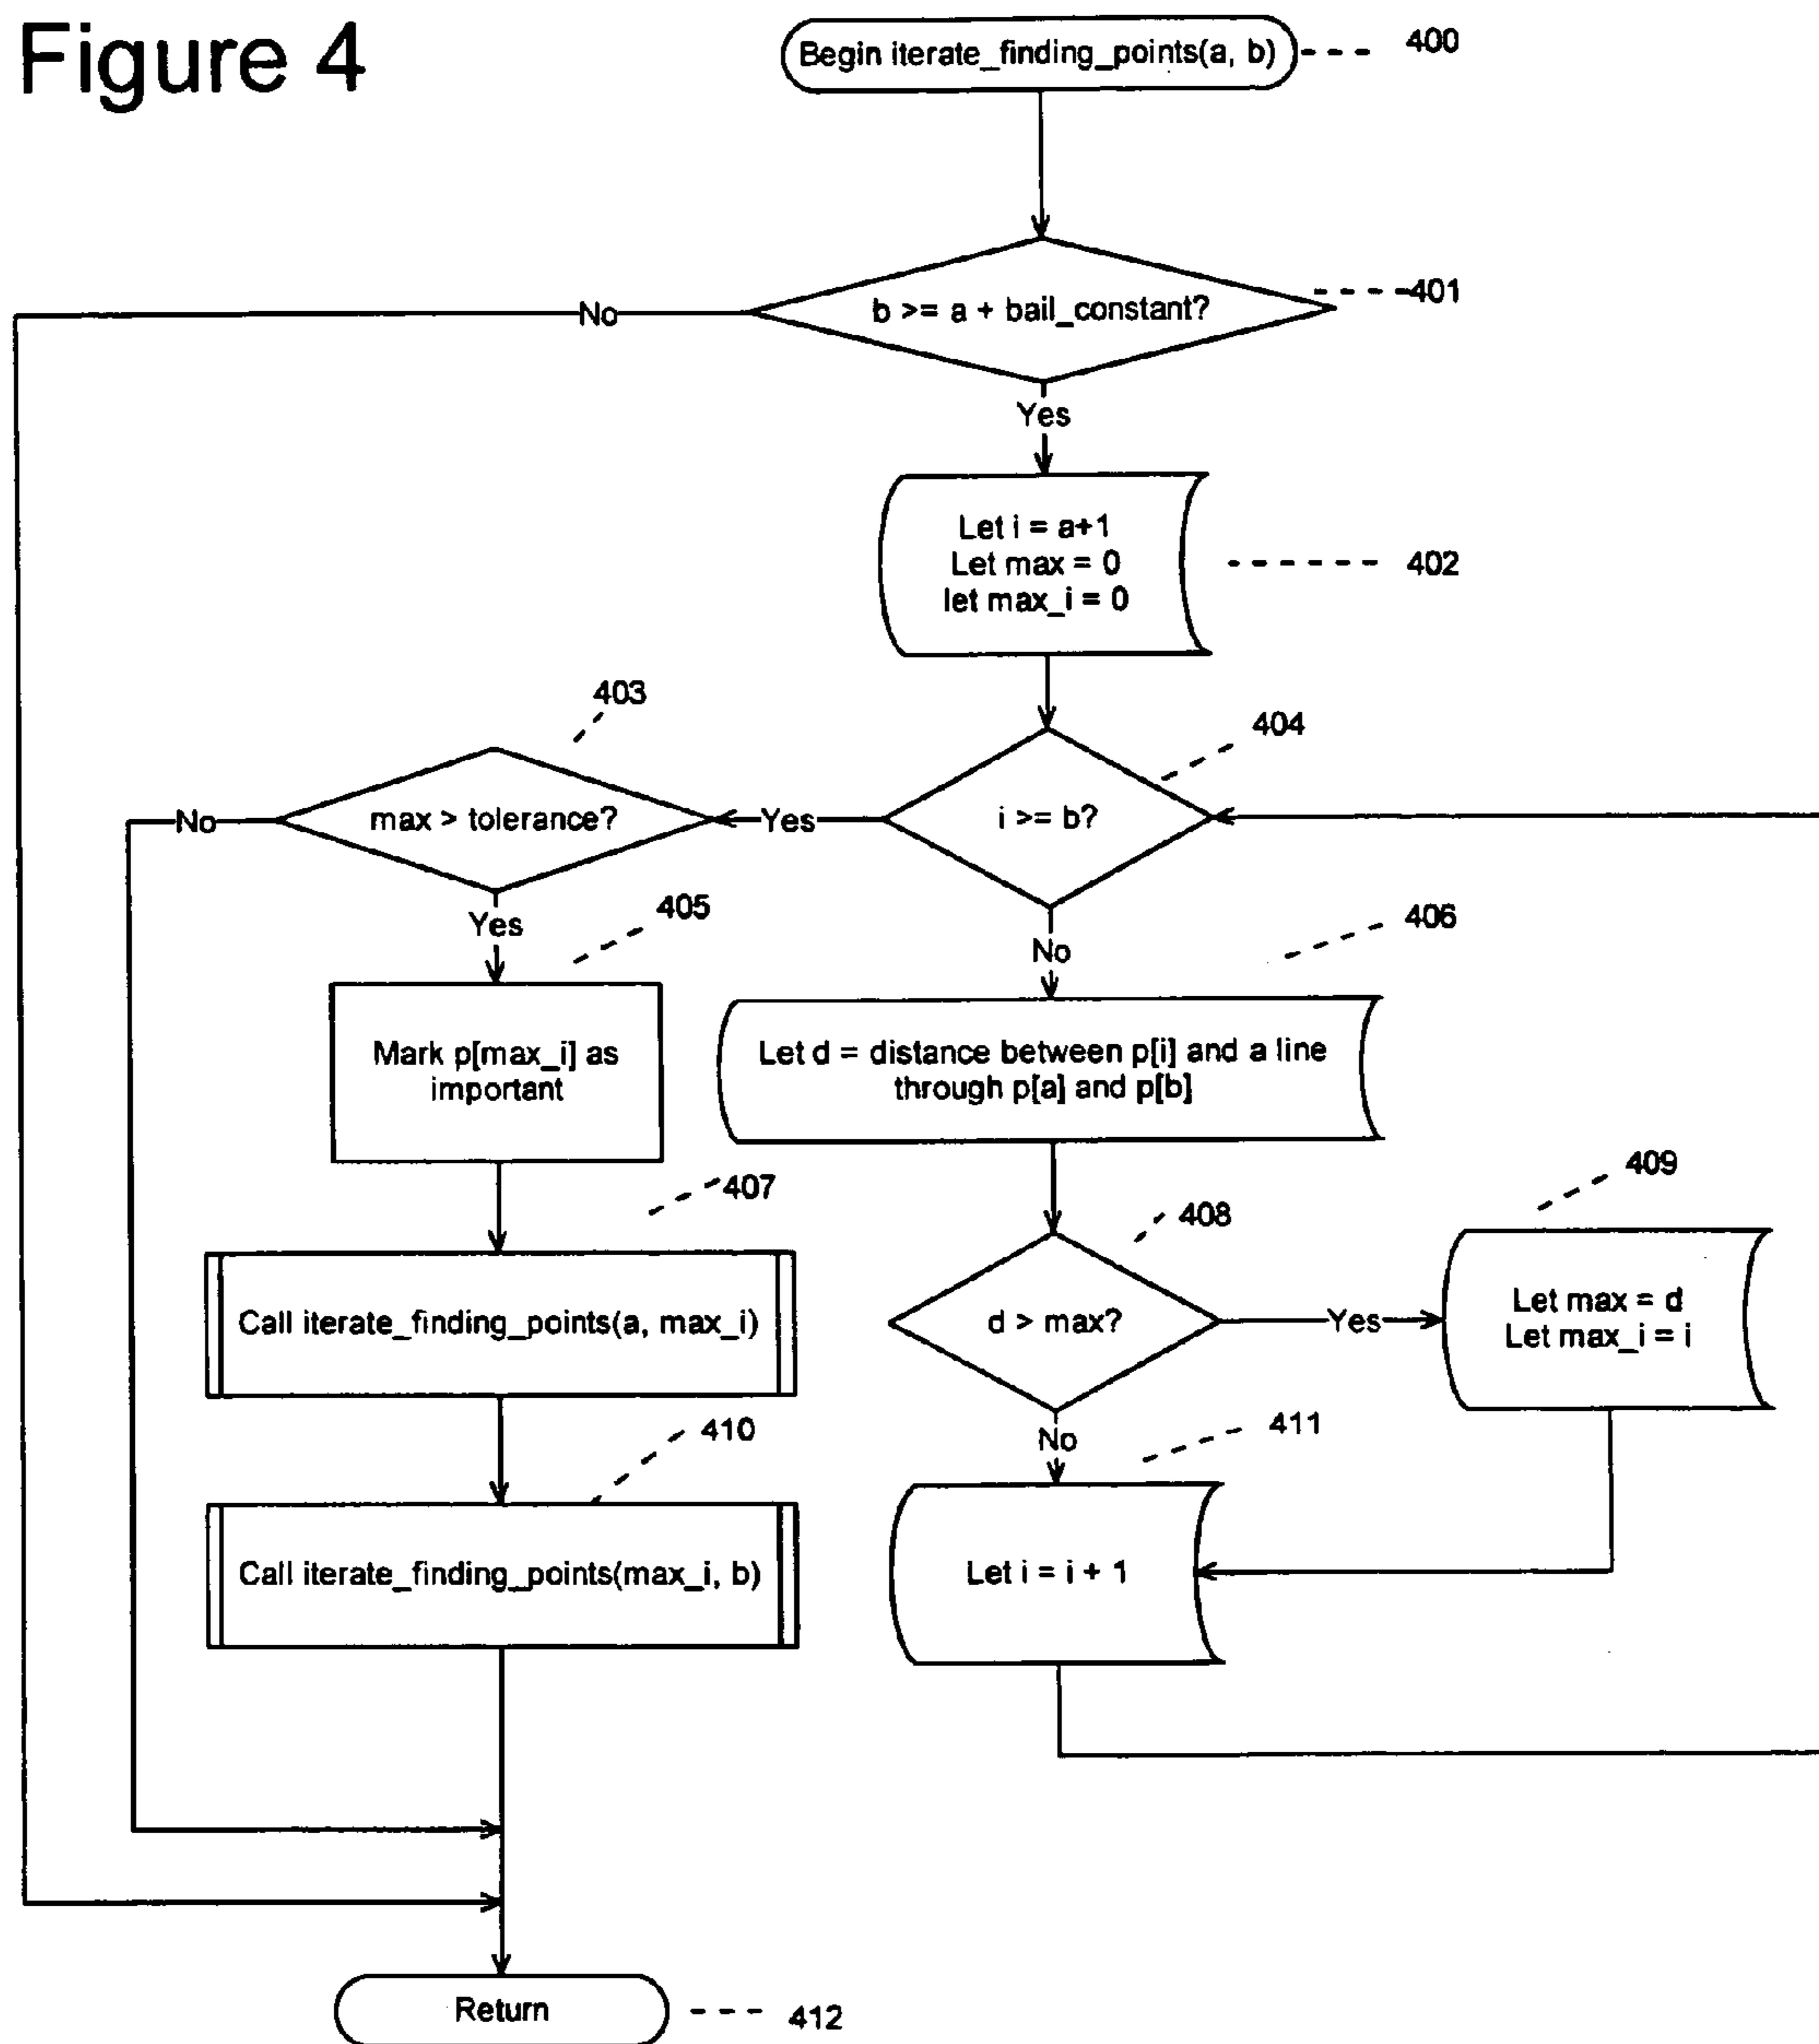 Figure 4
Begin iterate_finding_points(a, b)
400
b >= a + bail_constant?
401
No
Yes
Let i = a+1
Let max = 0
let max_i = 0
402
403
404
max > tolerance?
No
Yes
i >= b?
Yes
405
No
406
Mark p[max_i] as
important
Let d = distance between p[i] and a line
through p[a] and p[b]
407
408
409
Call iterate_finding_points(a, max_i)
d > max?
Yes
Let max = d
Let max_i = i
410
No
411
Call iterate_finding_points(max_i, b)
Let i = i + 1
Return
412